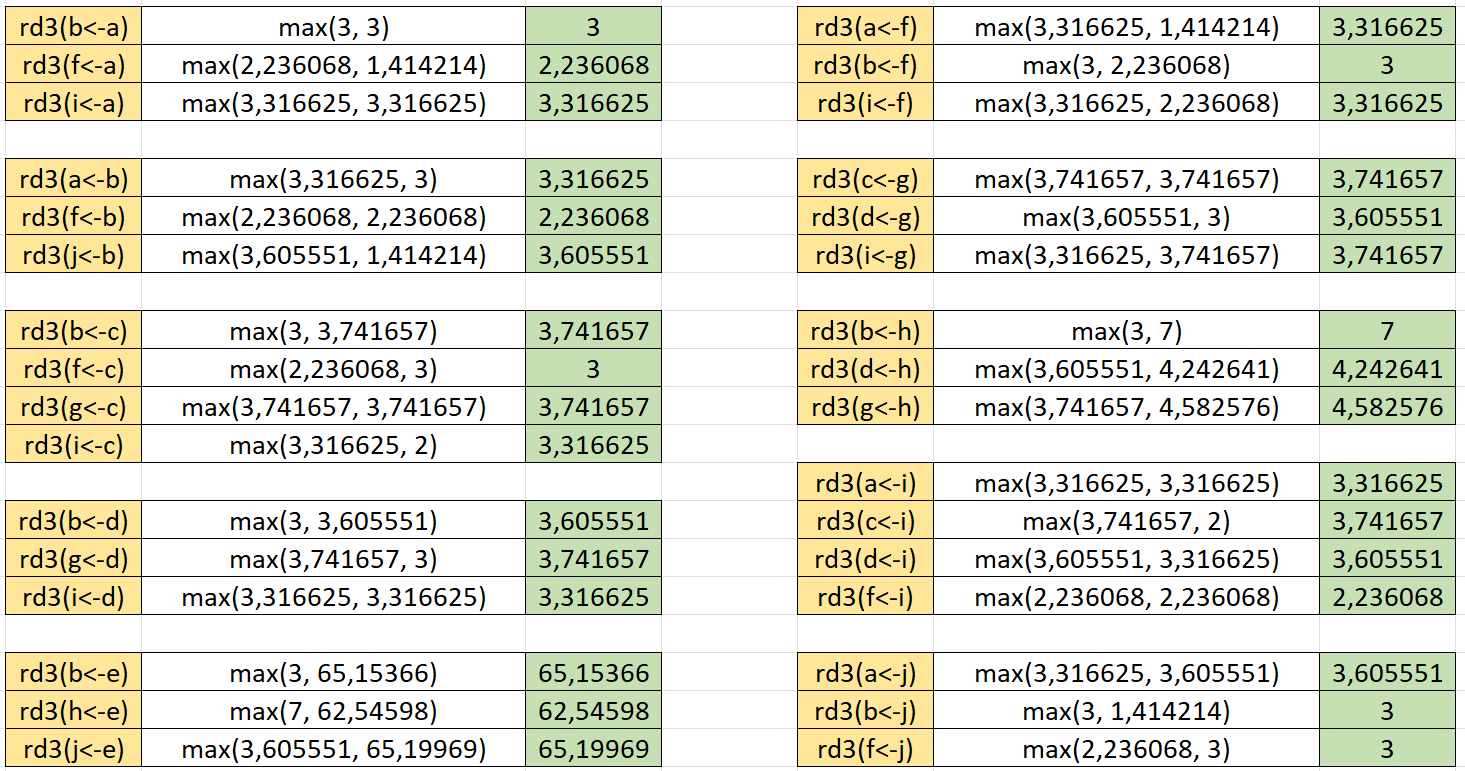 rd3(b<-a) max(3, 3) 3
rd3(f<-a) max(2,236068, 1,414214) 2,236068
rd3(i<-a) max(3,316625, 3,316625) 3,316625
rd3(a<-b) max(3,316625, 3) 3,316625
rd3(f<-b) max(2,236068, 2,236068) 2,236068
rd3(j<-b) max(3,605551, 1,414214) 3,605551
rd3(b<-c) max(3, 3,741657) 3,741657
rd3(f<-c) max(2,236068, 3) 3
rd3(g<-c) max(3,741657, 3,741657) 3,741657
rd3(i<-c) max(3,316625, 2) 3,316625
rd3(b<-d) max(3, 3,605551) 3,605551
rd3(g<-d) max(3,741657, 3) 3,741657
rd3(i<-d) max(3,316625, 3,316625) 3,316625
rd3(b<-e) max(3, 65,15366) 65,15366
rd3(h<-e) max(7, 62,54598) 62,54598
rd3(j<-e) max(3,605551, 65,19969) 65,19969
rd3(a<-f) max(3,316625, 1,414214) 3,316625
rd3(b<-f) max(3, 2,236068) 3
rd3(i<-f) max(3,316625, 2,236068) 3,316625
rd3(c<-g) max(3,741657, 3,741657) 3,741657
rd3(d<-g) max(3,605551, 3) 3,605551
rd3(i<-g) max(3,316625, 3,741657) 3,741657
rd3(b<-h) max(3, 7) 7
rd3(d<-h) max(3,605551, 4,242641) 4,242641
rd3(g<-h) max(3,741657, 4,582576) 4,582576
rd3(a<-i) max(3,316625, 3,316625) 3,316625
rd3(c<-i) max(3,741657, 2) 3,741657
rd3(d<-i) max(3,605551, 3,316625) 3,605551
rd3(f<-i) max(2,236068, 2,236068) 2,236068
rd3(a<-j) max(3,316625, 3,605551) 3,605551
rd3(b<-j) max(3, 1,414214) 3
rd3(f<-j) max(2,236068, 3) 3